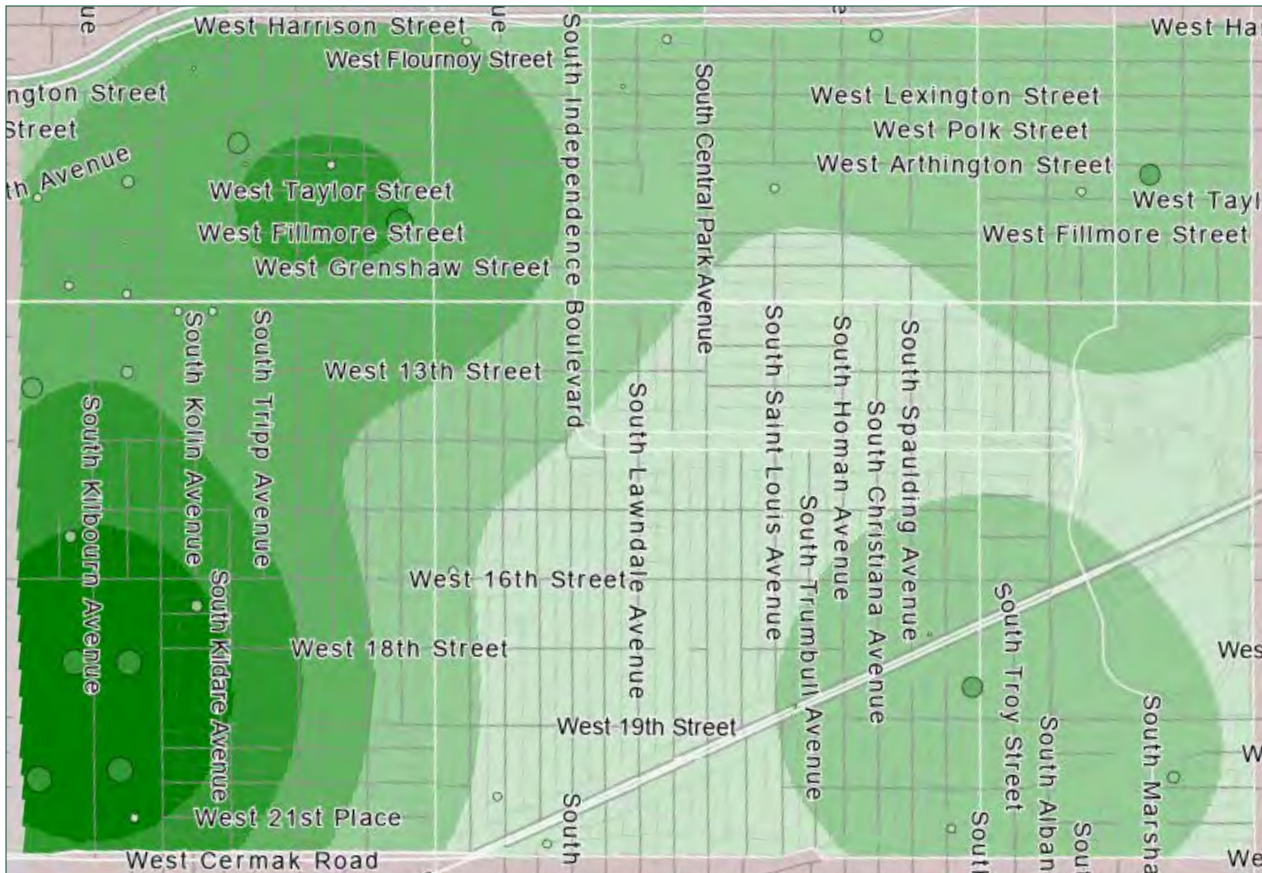 ue
West Harrison Street
ue
South Independence Boulevard
e
West Har
West Flournoy Street
ngton Street
South Central Park Avenue
West Lexington Street
Street
West Polk Street
th Avenue
West Arthington Street
West Taylor Street
West Tayl
West Fillmore Street
West Fillmore Street
West Grenshaw Street
South Kolin Avenue
South Tripp Avenue
South Saint Louis Avenue
South Homan Avenue
South Spaulding Avenue
West 13th Street
South Kilbourn Avenue
South Lawndale Avenue
South Christiana Avenue
South Trumbull Avenue
West 16th Street
South Kildare Avenue
South Troy Street
West 18th Street
Wes
West 19th Street
South Marsha
South Alban
W
South
West 21st Place
South
Sout
West Cermak Road
We